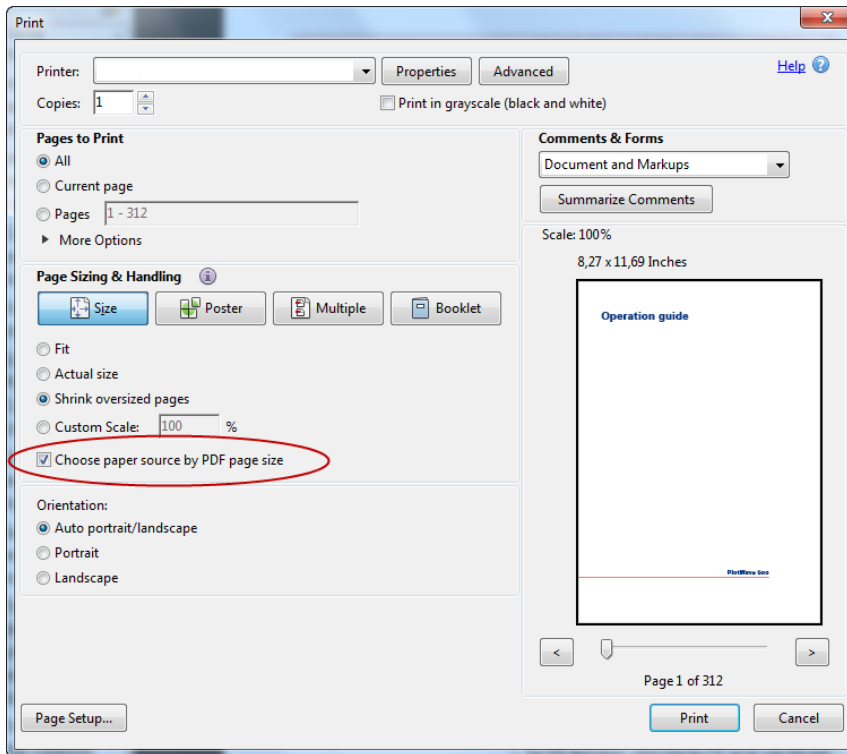 Print
Printer:
Properties
Advanced
Help
Copies: 1
Print in grayscale (black and white)
Pages to Print
All
Current page
Pages 1 - 312
More Options
Comments & Forms
Document and Markups
Summarize Comments
Page Sizing & Handling
Size
Poster
Multiple
Booklet
Fit
Actual size
Shrink oversized pages
Custom Scale: 100 %
Choose paper source by PDF page size
Orientation:
Auto portrait/landscape
Portrait
Landscape
Scale: 100%
8,27 x 11,69 Inches
Operation guide
PlotWave 600
<
>
Page 1 of 312
Page Setup...
Print
Cancel